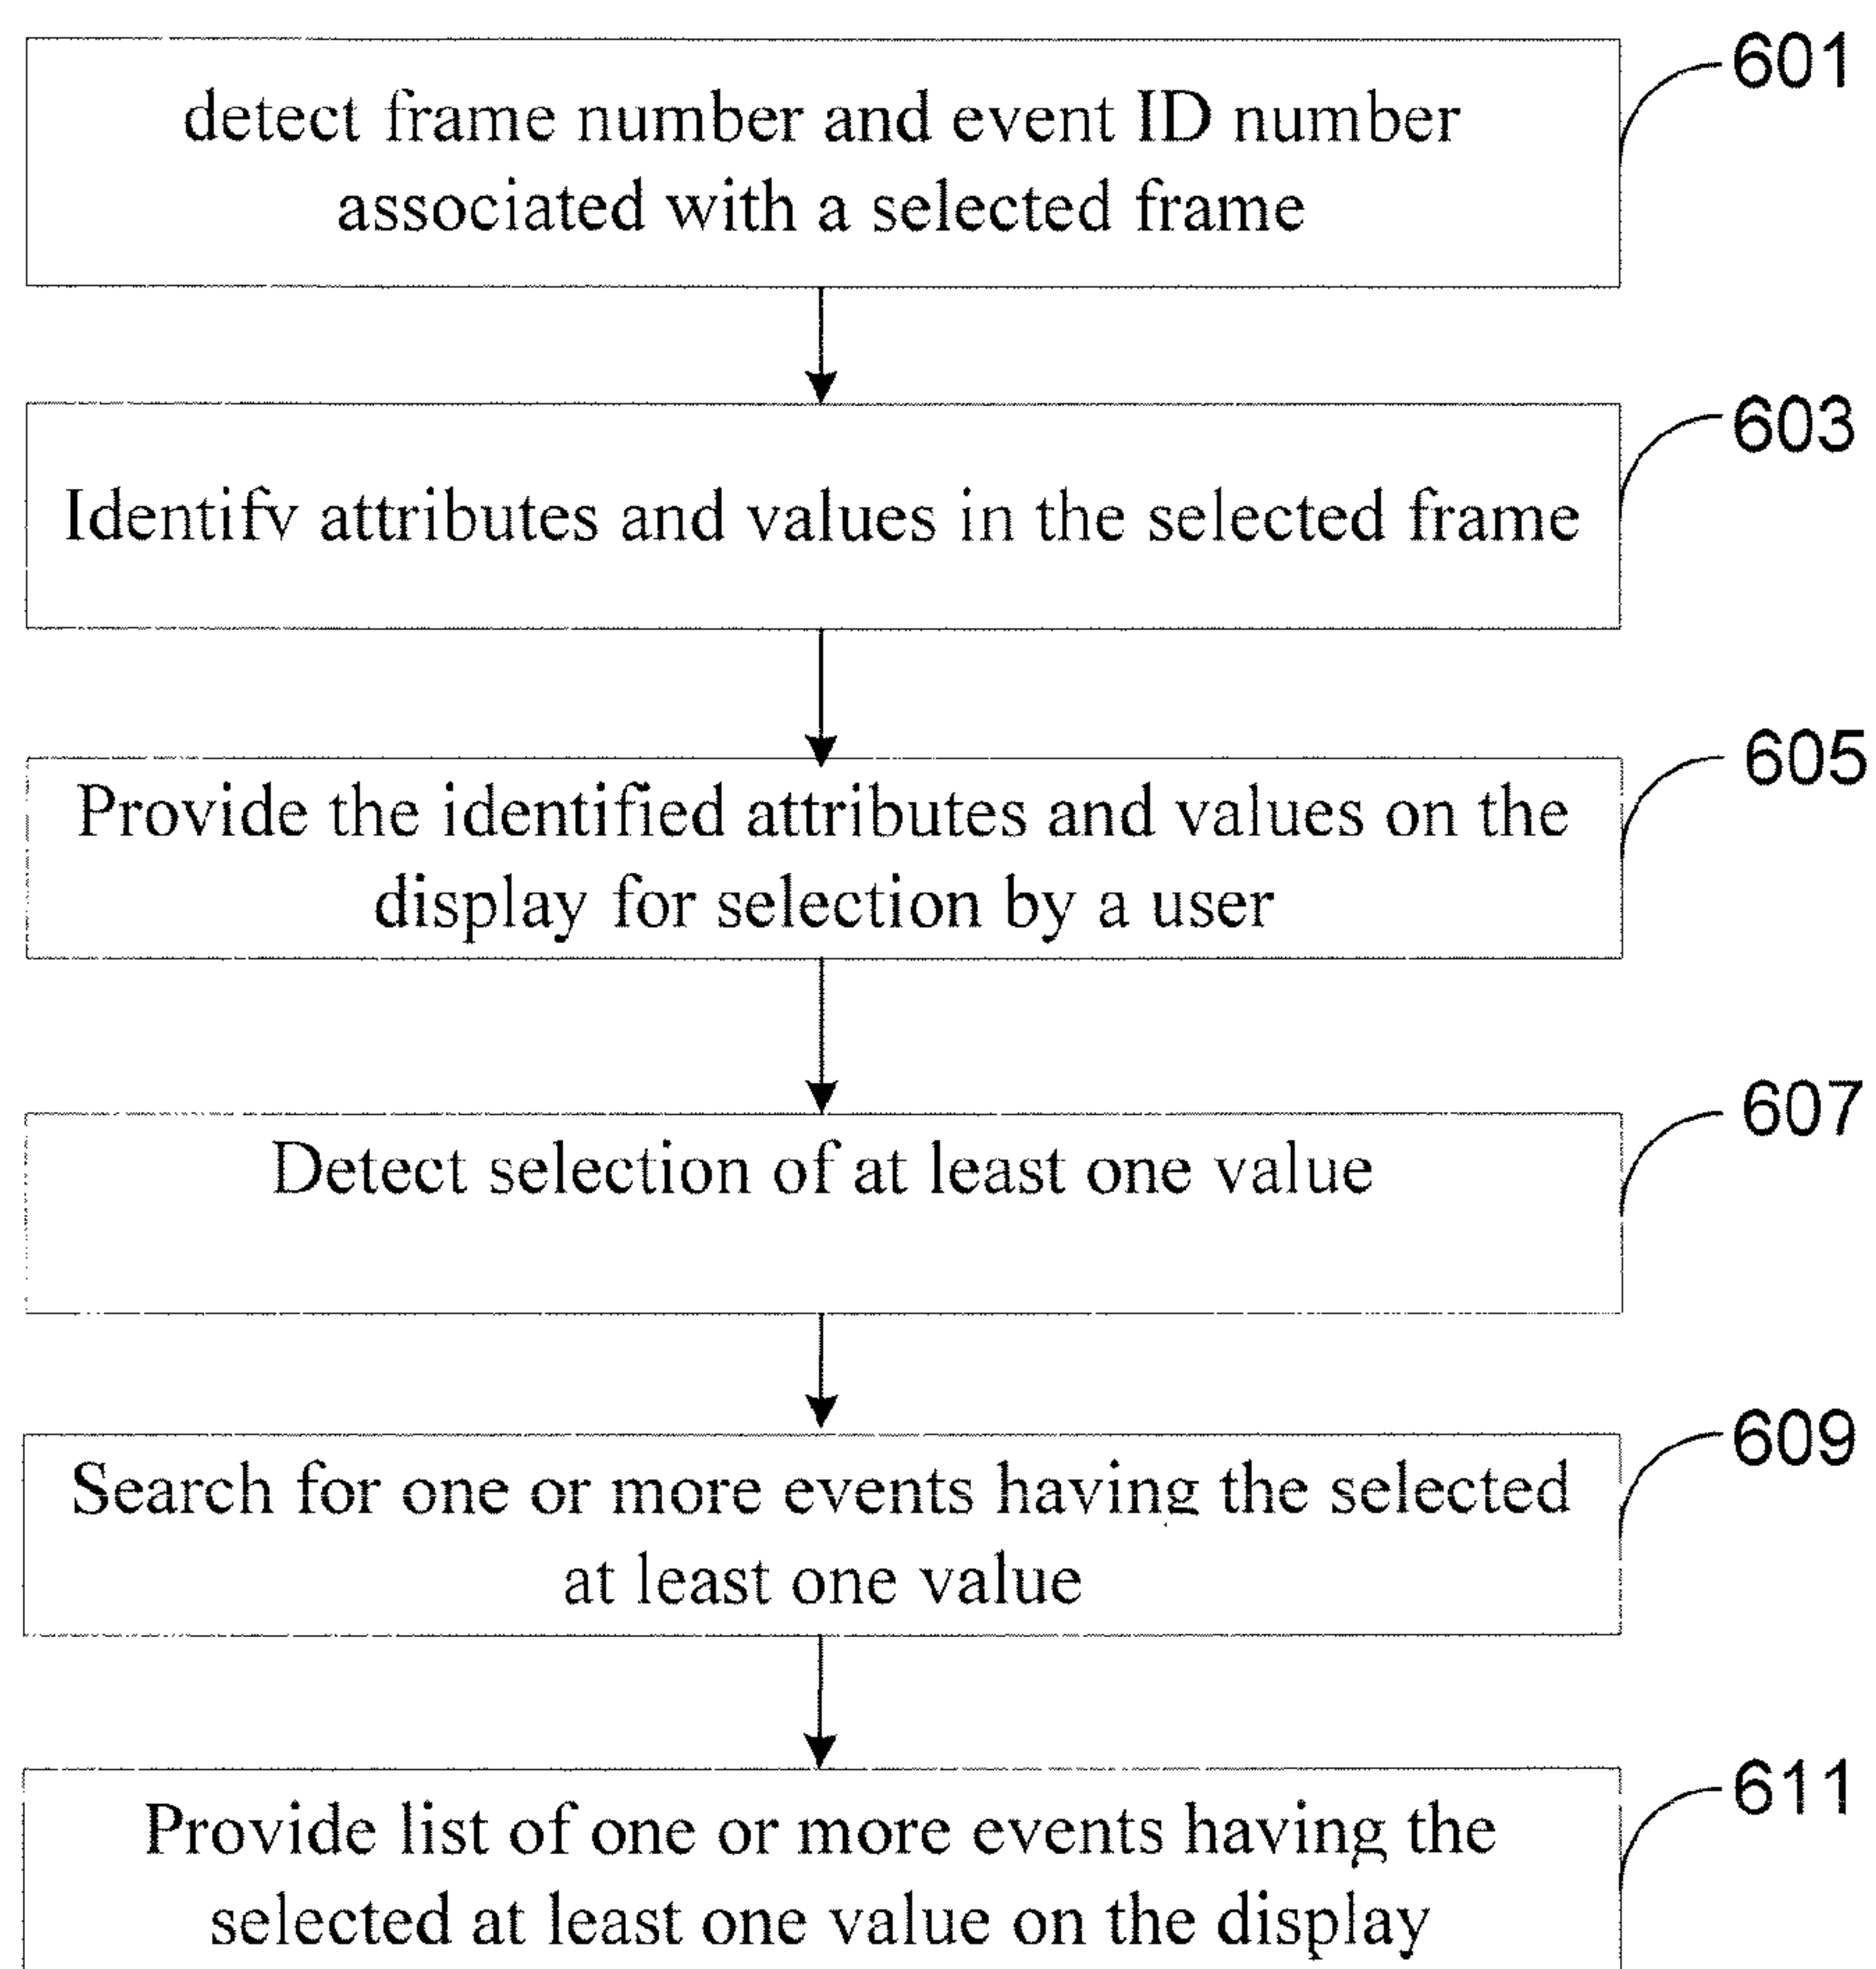 601
detect frame number and event ID number
associated with a selected frame
603
Identify attributes and values in the selected frame
605
Provide the identified attributes and values on the
display for selection by a user
607
Detect selection of at least one value
609
Search for one or more events having the selected
at least one value
611
Provide list of one or more events having the
selected at least one value on the display